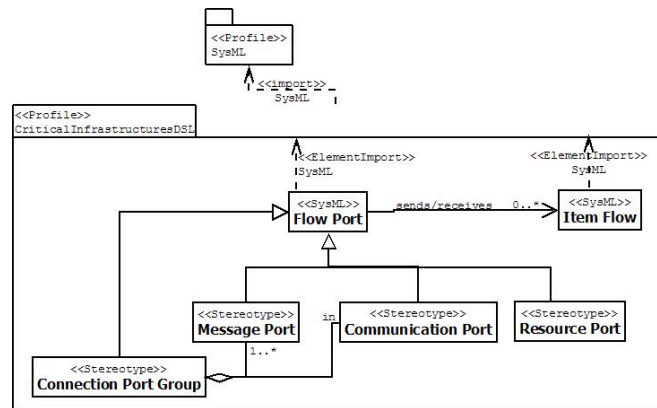 <<Profile>>
SysML
<<import>>
SysML
<<Profile>>
CriticalInfrastructuresDSL
<<ElementImport>>
SysML
<<ElementImport>>
SysML
<<SysML>>
Flow Port
sends/receives 0..*
<<SysML>>
Item Flow
<<Stereotype>>
Message Port
1..*
in
<<Stereotype>>
Communication Port
<<Stereotype>>
Resource Port
<<Stereotype>>
Connection Port Group